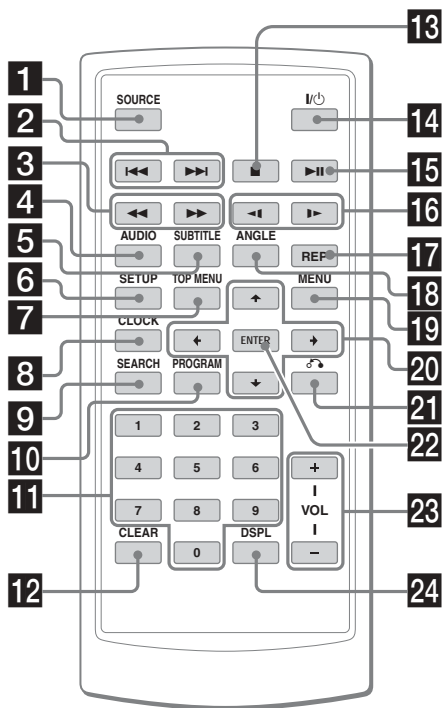 13
1
SOURCE
I/
14
2
15
3
16
4
AUDIO
SUBTITLE
ANGLE
REP
17
5
18
6
SETUP
TOP MENU
MENU
19
7
CLOCK
ENTER
20
8
SEARCH
PROGRAM
21
9
22
10
1 2 3
11
4 5 6
+
VOL
23
7 8 9
−
CLEAR
0
DSPL
12
24